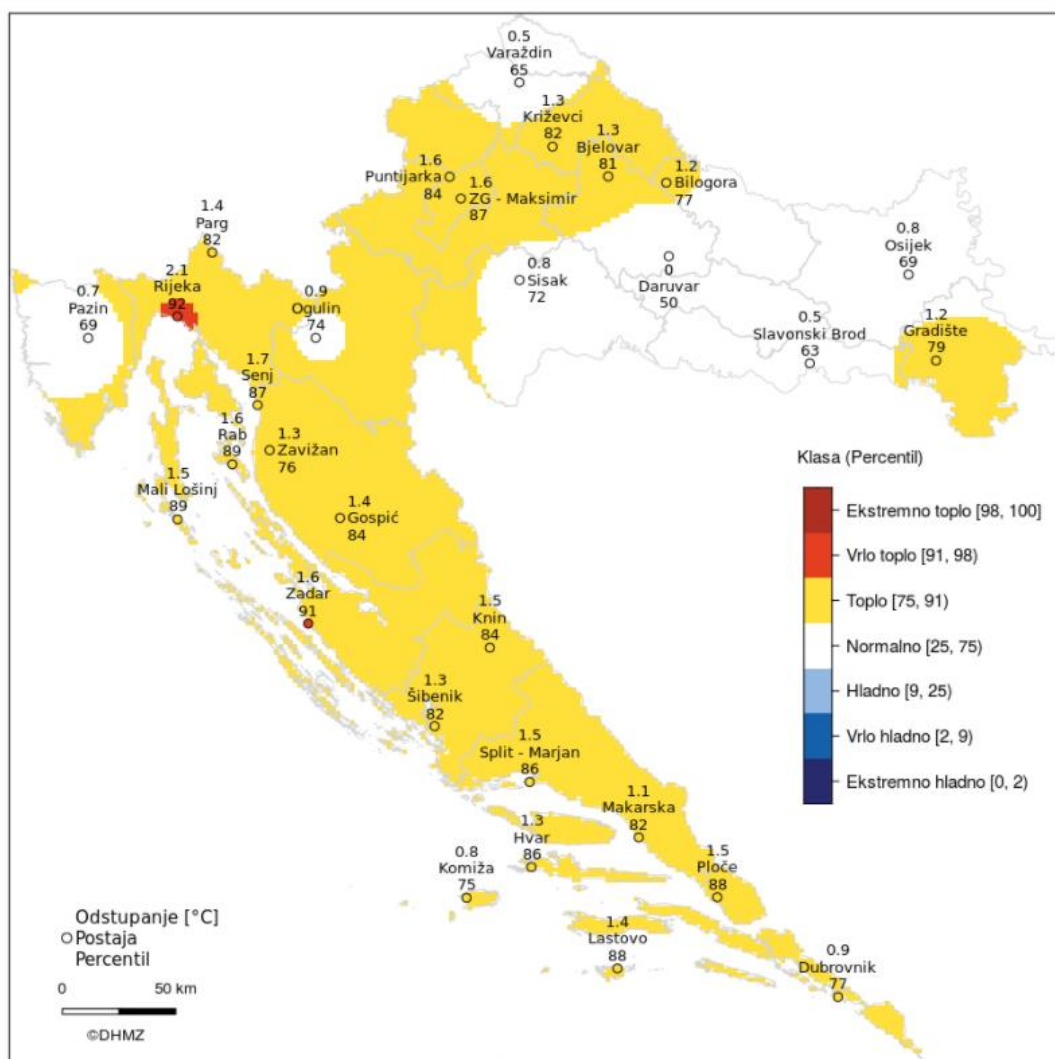 0.5
Varaždin
65
1.3
Križevci
82
1.3
Bjelovar
81
1.6
Puntijarka
84
1.6
ZG - Maksimir
87
1.2
Bilogora
77
1.4
Parg
82
0.8
Osijek
69
2.1
Rijeka
92
0.7
Pazin
69
0.9
Ogulin
74
0.8
Sisak
72
0
Daruvar
50
0.5
Slavonski Brod
63
1.2
Gradište
79
1.7
Senj
87
1.6
Rab
89
1.3
Zavižan
76
1.5
Mali Lošinj
89
1.4
Gospić
84
1.6
Zadar
91
1.5
Knin
84
1.3
Šibenik
82
1.5
Split - Marjan
86
1.1
Makarska
82
1.3
Hvar
86
0.8
Komiža
75
1.5
Ploče
88
1.4
Lastovo
88
0.9
Dubrovnik
77
Klasa (Percentil)
Ekstremno toplo [98, 100]
Vrlo toplo [91, 98)
Toplo [75, 91)
Normalno [25, 75)
Hladno [9, 25)
Vrlo hladno [2, 9)
Ekstremno hladno [0, 2)
Odstupanje [°C]
Postaja
Percentil
0 50 km
©DHMZ